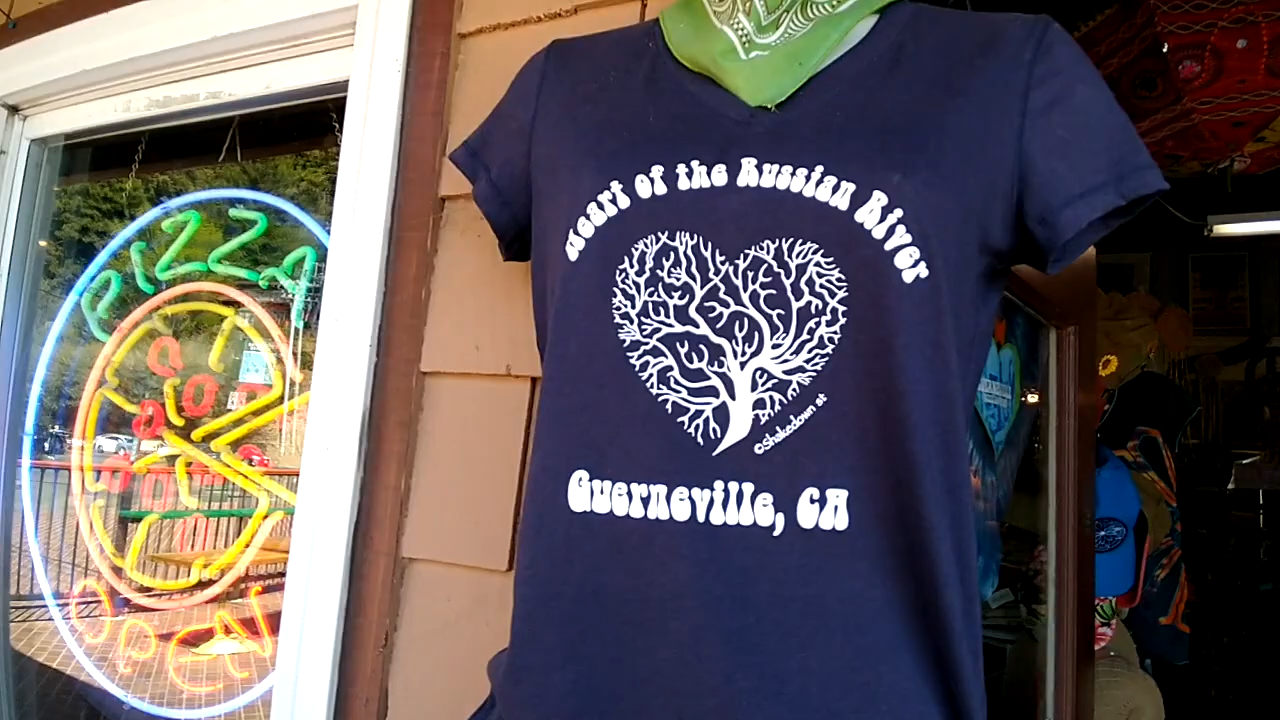 PIZZA
OPEN
Heart of the Russian River
©Shakedown st
Guerneville, CA